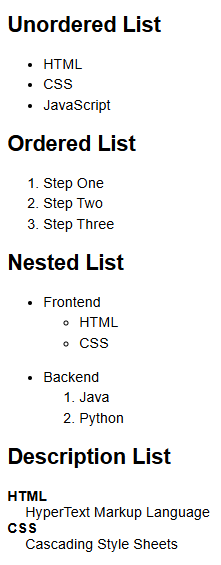 Unordered List
• HTML
• CSS
• JavaScript
Ordered List
1. Step One
2. Step Two
3. Step Three
Nested List
• Frontend
◦ HTML
◦ CSS
• Backend
1. Java
2. Python
Description List
HTML
HyperText Markup Language
CSS
Cascading Style Sheets